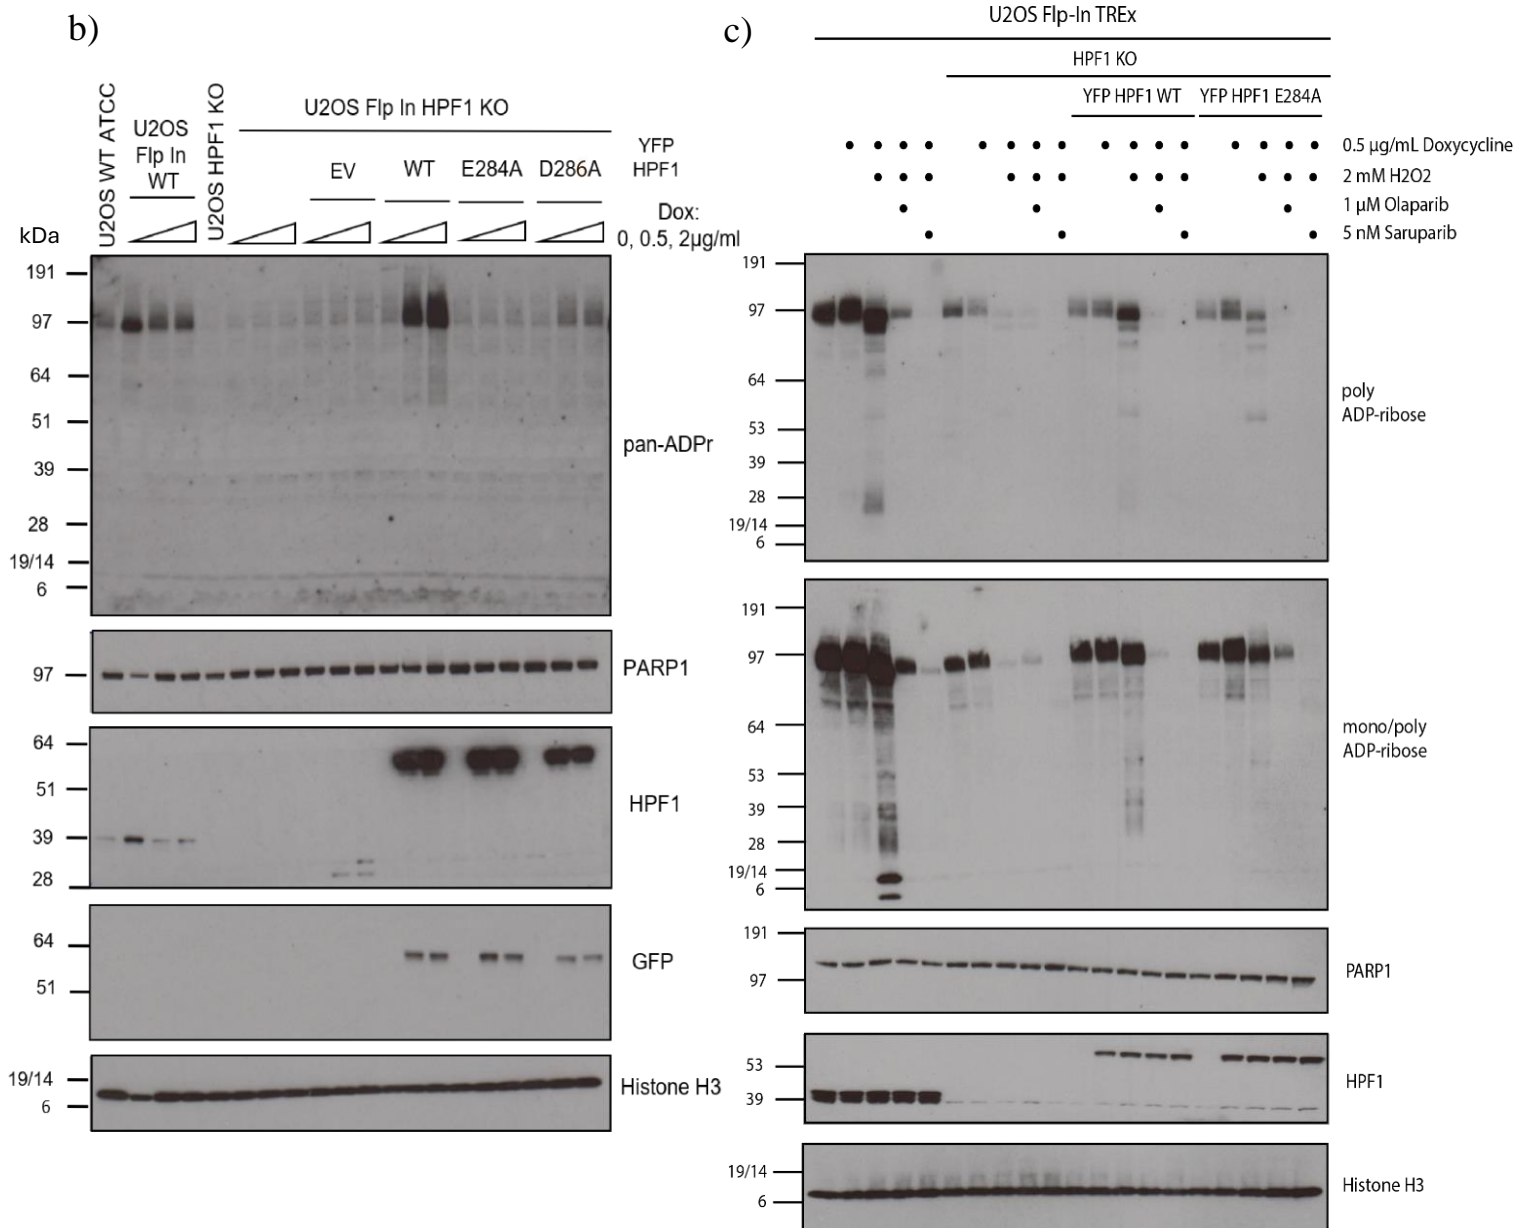 b)
U2OS WT ATCC
U2OS
Flp In
WT
U2OS HPF1 KO
U2OS Flp In HPF1 KO
EV
WT
E284A
D286A
YFP
HPF1
Dox:
0, 0.5, 2µg/ml
kDa
191
97
64
51
39
28
19/14
6
pan-ADPr
97
PARP1
64
51
39
28
HPF1
64
51
GFP
19/14
6
Histone H3
c)
U2OS Flp-In TREx
HPF1 KO
YFP HPF1 WT
YFP HPF1 E284A
0.5 µg/mL Doxycycline
2 mM H2O2
1 µM Olaparib
5 nM Saruparib
191
97
64
53
39
28
19/14
6
poly
ADP-ribose
191
97
64
53
39
28
19/14
6
mono/poly
ADP-ribose
191
97
PARP1
53
39
HPF1
19/14
6
Histone H3